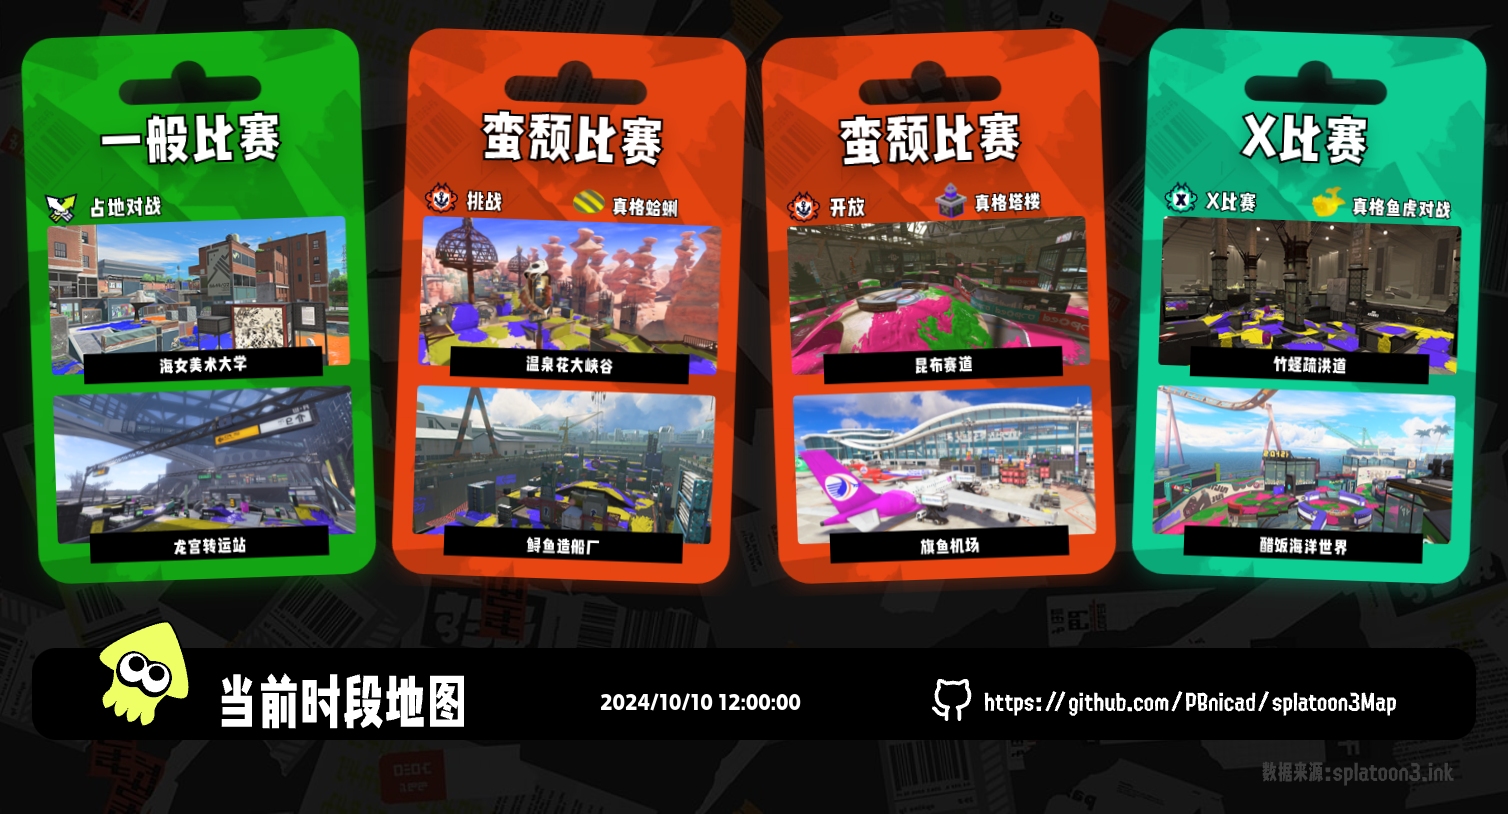 一般比赛
占地对战
海女美术大学
龙宫转运站
蛮颓比赛
挑战
真格蛤蜊
温泉花大峡谷
鲟鱼造船厂
蛮颓比赛
开放
真格塔楼
昆布赛道
旗鱼机场
X比赛
X比赛
真格鱼虎对战
竹蛏疏洪道
醋饭海洋世界
当前时段地图
2024/10/10 12:00:00
https://github.com/PBnicad/splatoon3Map
数据来源:splatoon3.ink